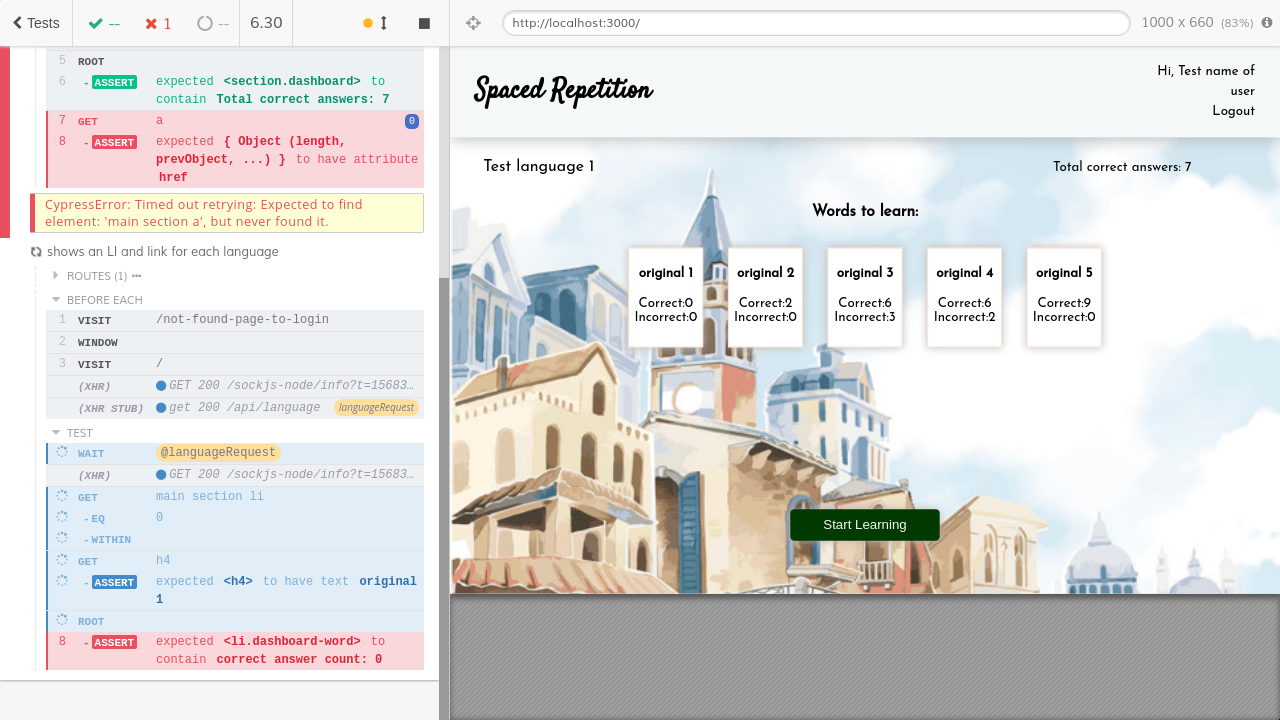 Tests
--
1
--
6.30
5 ROOT
6 - ASSERT expected <section.dashboard> to
contain Total correct answers: 7
7 GET a 0
8 - ASSERT expected { Object (length,
prevObject, ...) } to have attribute
href
CypressError: Timed out retrying: Expected to find
element: 'main section a', but never found it.
shows an LI and link for each language
ROUTES (1)
BEFORE EACH
1 VISIT /not-found-page-to-login
2 WINDOW
3 VISIT /
(XHR) GET 200 /sockjs-node/info?t=15683…
(XHR STUB) get 200 /api/language languageRequest
TEST
WAIT @languageRequest
(XHR) GET 200 /sockjs-node/info?t=15683…
GET main section li
- EQ 0
- WITHIN
GET h4
- ASSERT expected <h4> to have text original
1
ROOT
8 - ASSERT expected <li.dashboard-word> to
contain correct answer count: 0
http://localhost:3000/
1000 x 660 (83%)
Spaced Repetition
Hi, Test name of
user
Logout
Test language 1
Total correct answers: 7
Words to learn:
original 1
Correct:0
Incorrect:0
original 2
Correct:2
Incorrect:0
original 3
Correct:6
Incorrect:3
original 4
Correct:6
Incorrect:2
original 5
Correct:9
Incorrect:0
Start Learning